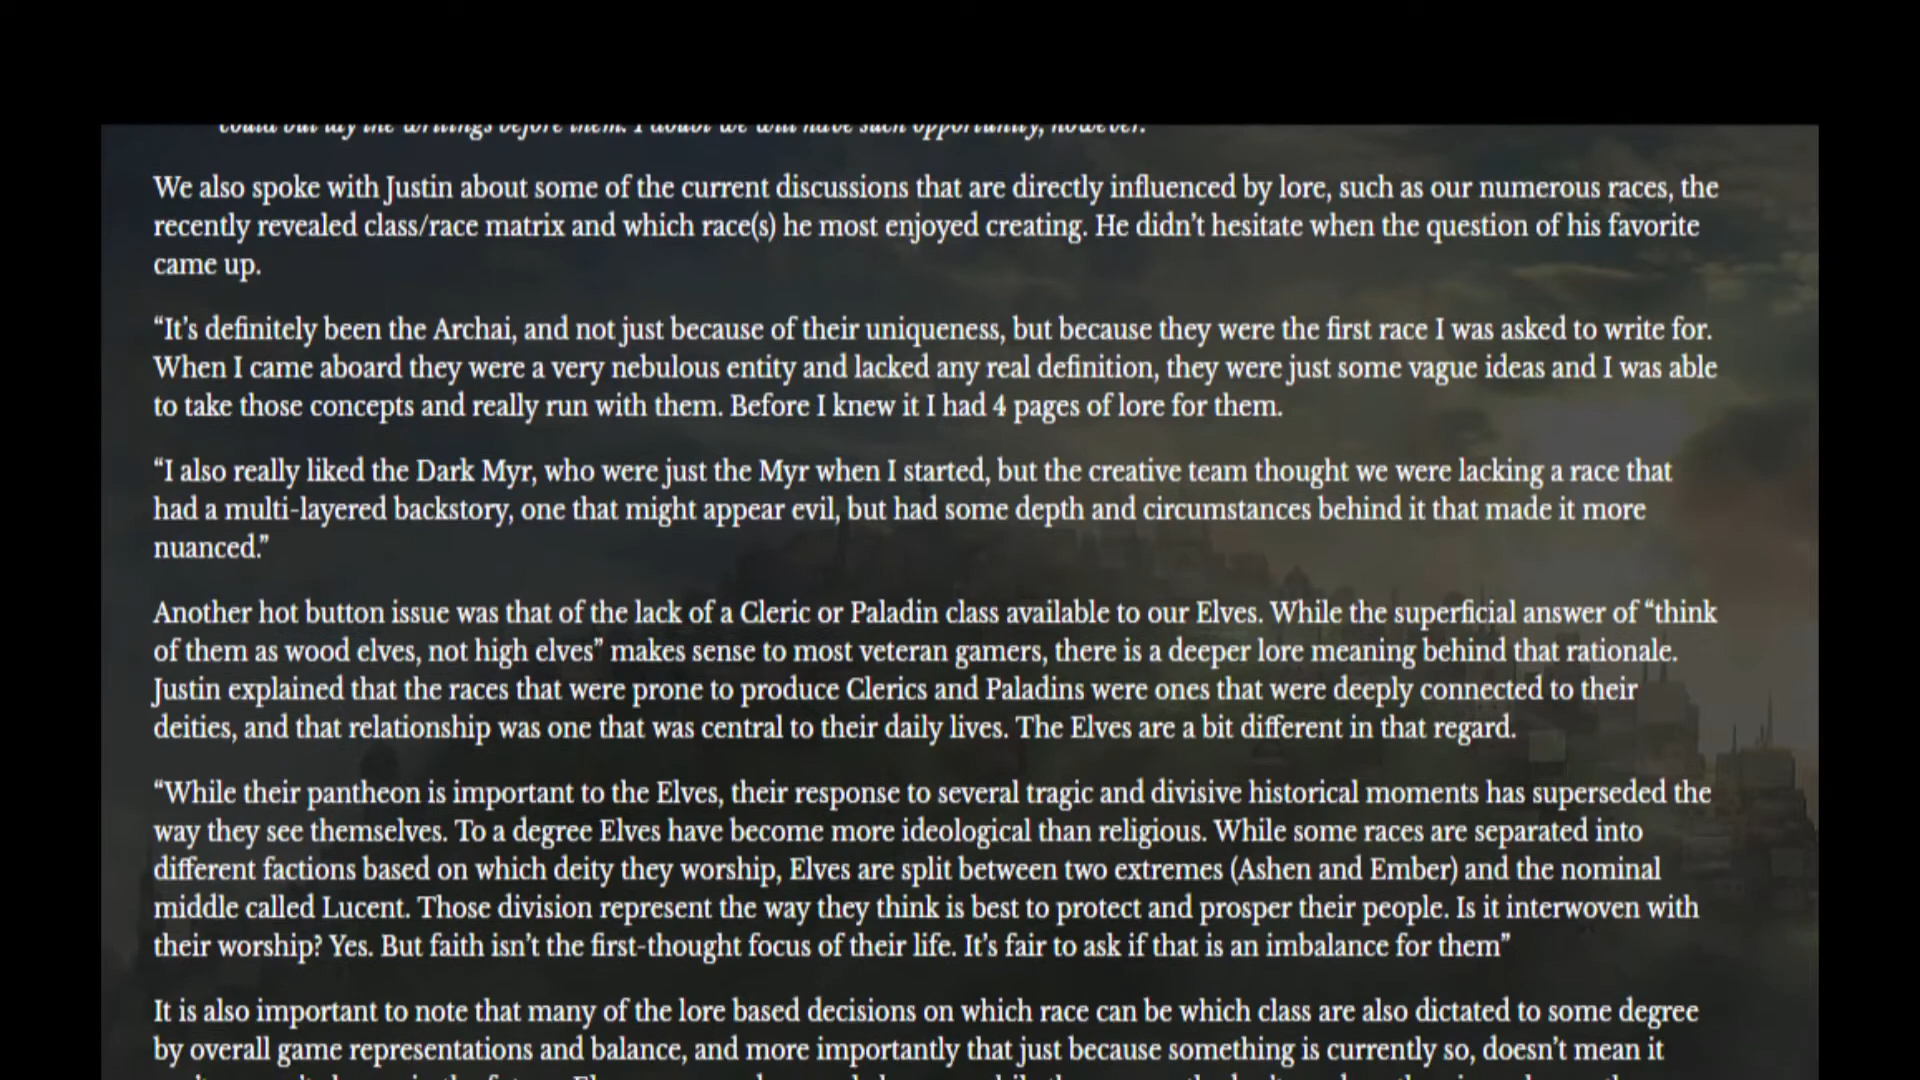 could but lay the writings before them. I doubt we will have such opportunity, however.
We also spoke with Justin about some of the current discussions that are directly influenced by lore, such as our numerous races, the
recently revealed class/race matrix and which race(s) he most enjoyed creating. He didn’t hesitate when the question of his favorite
came up.
“It’s definitely been the Archai, and not just because of their uniqueness, but because they were the first race I was asked to write for.
When I came aboard they were a very nebulous entity and lacked any real definition, they were just some vague ideas and I was able
to take those concepts and really run with them. Before I knew it I had 4 pages of lore for them.
“I also really liked the Dark Myr, who were just the Myr when I started, but the creative team thought we were lacking a race that
had a multi-layered backstory, one that might appear evil, but had some depth and circumstances behind it that made it more
nuanced.”
Another hot button issue was that of the lack of a Cleric or Paladin class available to our Elves. While the superficial answer of “think
of them as wood elves, not high elves” makes sense to most veteran gamers, there is a deeper lore meaning behind that rationale.
Justin explained that the races that were prone to produce Clerics and Paladins were ones that were deeply connected to their
deities, and that relationship was one that was central to their daily lives. The Elves are a bit different in that regard.
“While their pantheon is important to the Elves, their response to several tragic and divisive historical moments has superseded the
way they see themselves. To a degree Elves have become more ideological than religious. While some races are separated into
different factions based on which deity they worship, Elves are split between two extremes (Ashen and Ember) and the nominal
middle called Lucent. Those division represent the way they think is best to protect and prosper their people. Is it interwoven with
their worship? Yes. But faith isn’t the first-thought focus of their life. It’s fair to ask if that is an imbalance for them”
It is also important to note that many of the lore based decisions on which race can be which class are also dictated to some degree
by overall game representations and balance, and more importantly that just because something is currently so, doesn’t mean it